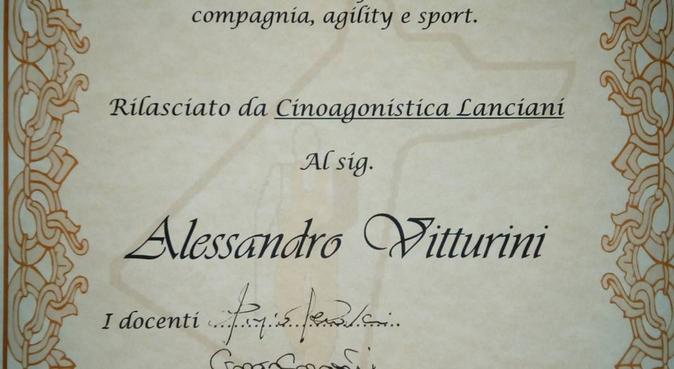 compagnia, agility e sport.
Rilasciato da Cinoagonistica Lanciani
Al sig.
Alessandro Vitturini
I docenti